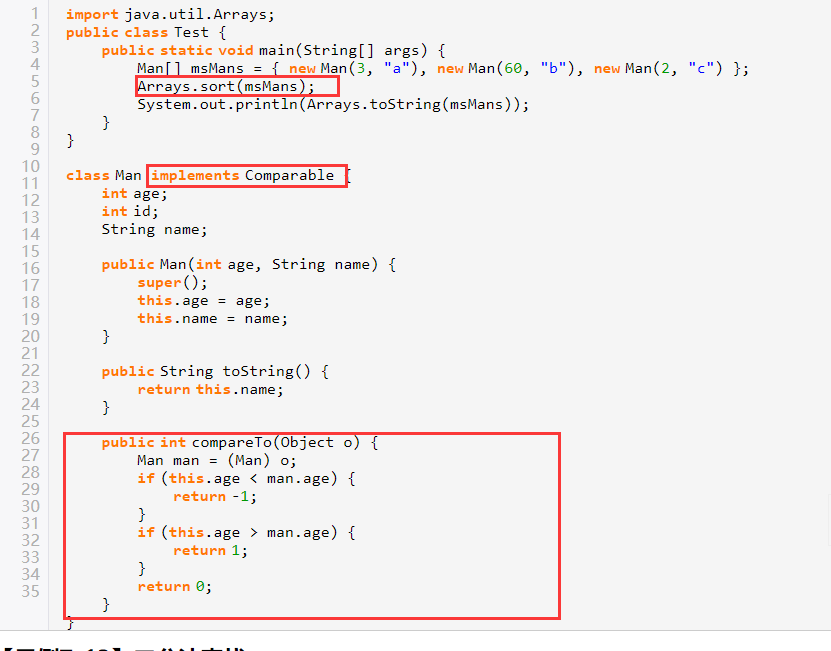 1 import java.util.Arrays;
2 public class Test {
3 public static void main(String[] args) {
4 Man[] msMans = { new Man(3, "a"), new Man(60, "b"), new Man(2, "c") };
5 Arrays.sort(msMans);
6 System.out.println(Arrays.toString(msMans));
7 }
8 }
9
10 class Man implements Comparable {
11 int age;
12 int id;
13 String name;
14
15 public Man(int age, String name) {
16 super();
17 this.age = age;
18 this.name = name;
19 }
20
21 public String toString() {
22 return this.name;
23 }
24
25 public int compareTo(Object o) {
26 Man man = (Man) o;
27 if (this.age < man.age) {
28 return -1;
29 }
30 if (this.age > man.age) {
31 return 1;
32 }
33 return 0;
34 }
35 }